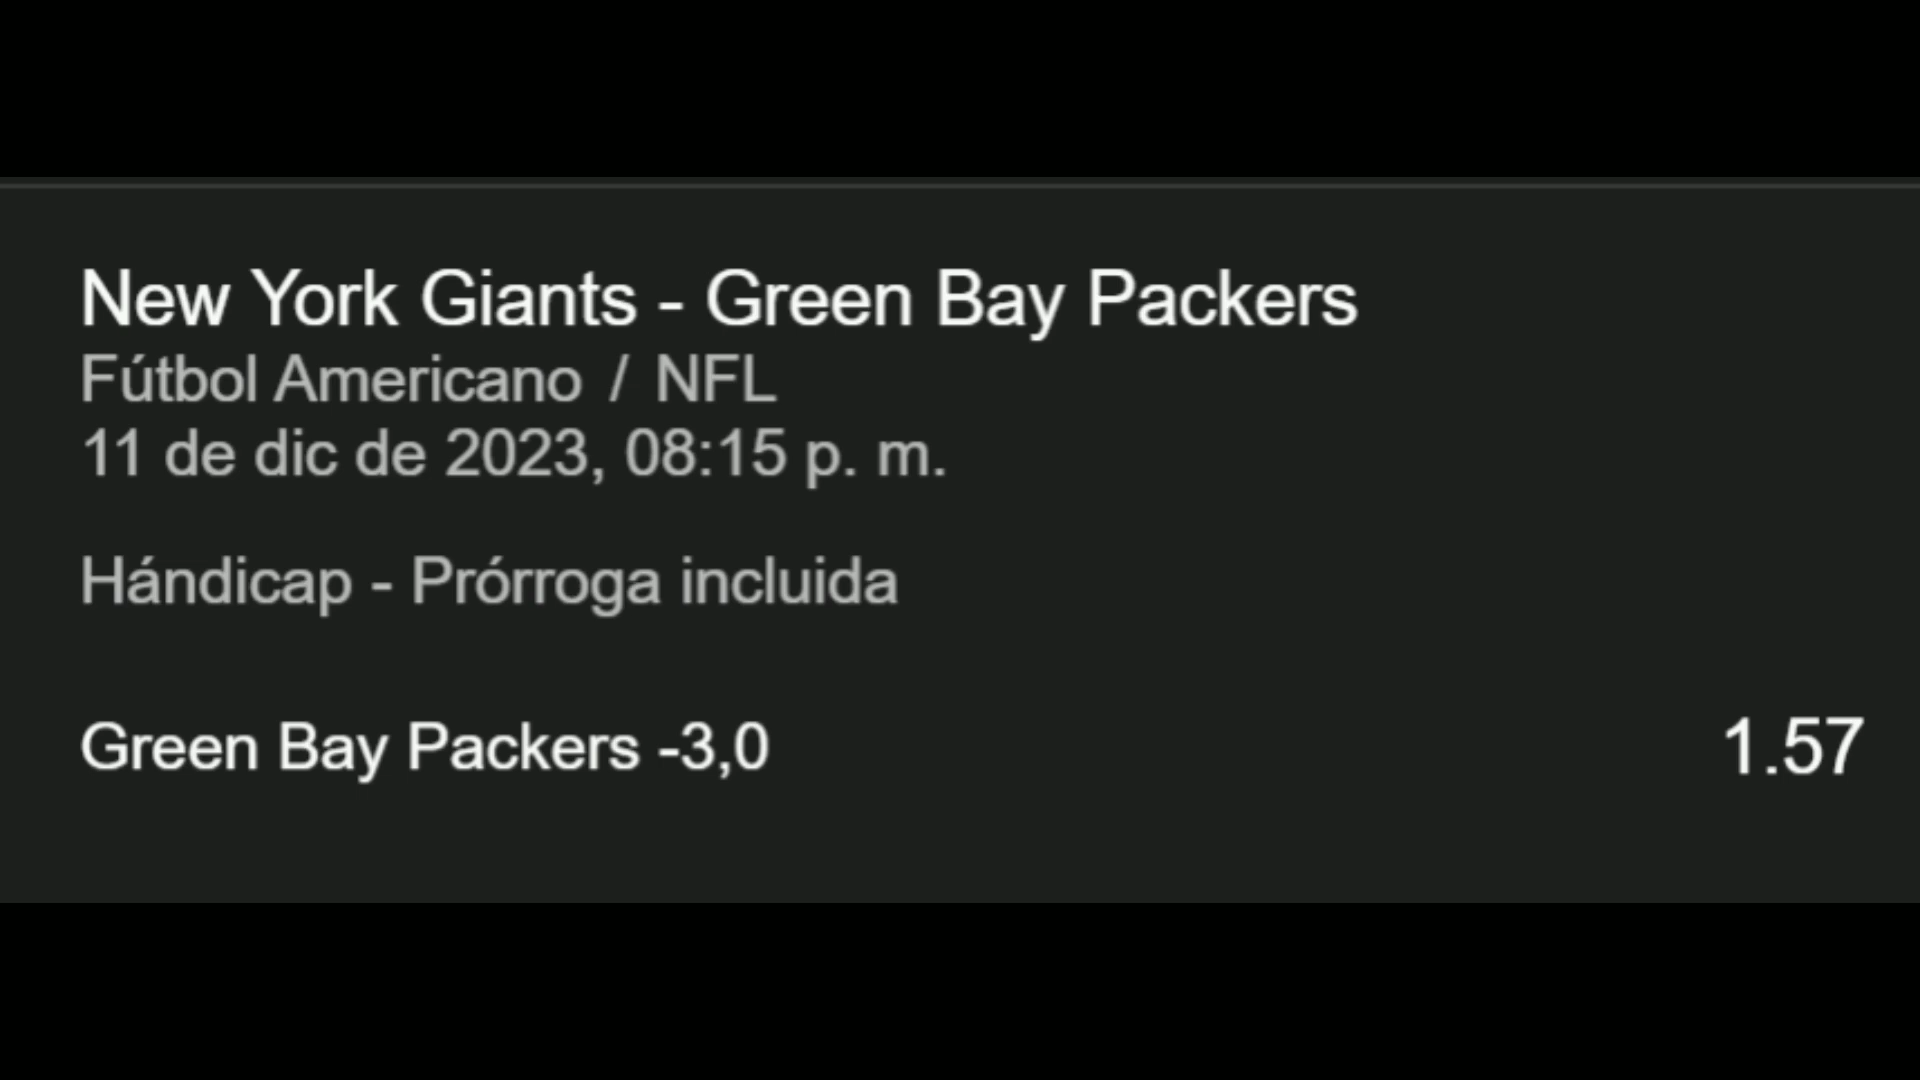 New York Giants - Green Bay Packers
Fútbol Americano / NFL
11 de dic de 2023, 08:15 p. m.
Hándicap - Prórroga incluida
Green Bay Packers -3,0 1.57